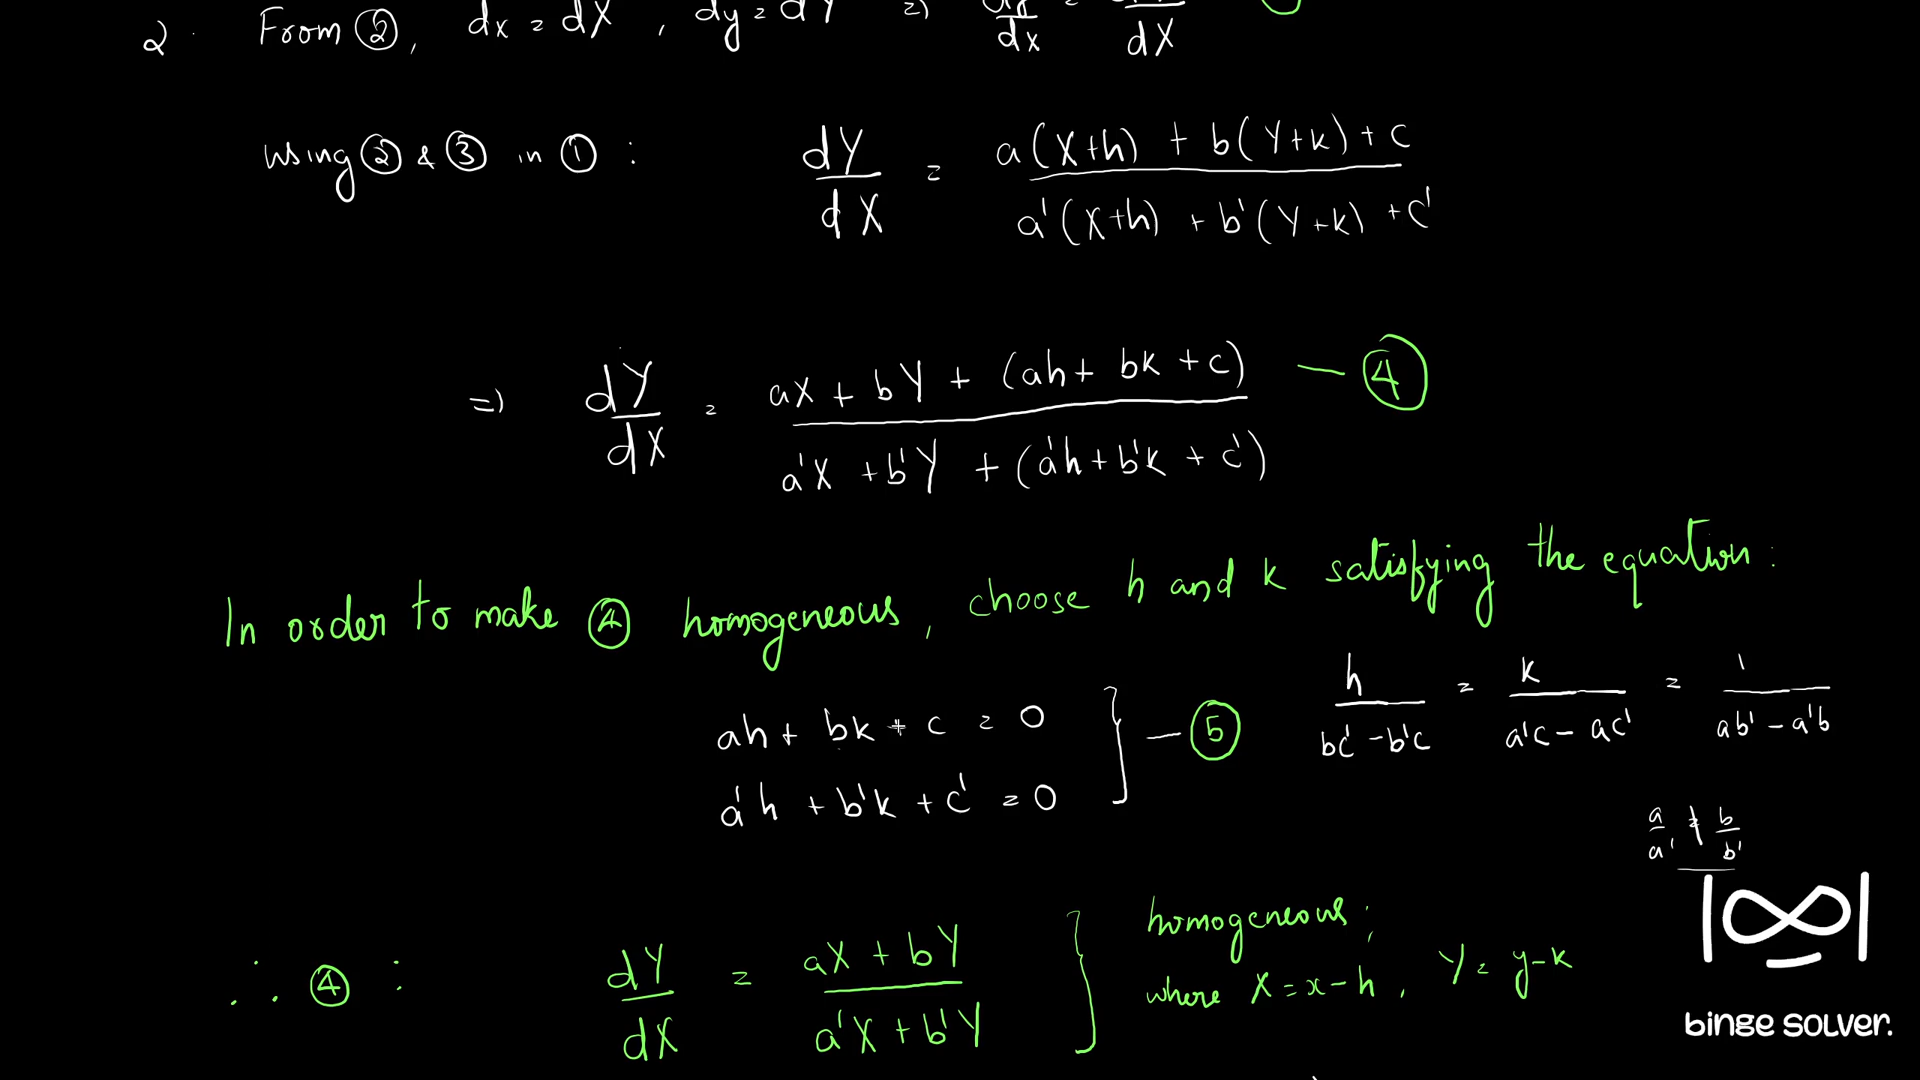 2. From ②, dx = dX , dy = dY => dy/dx = dY/dX
using ② & ③ in ① : dY/dX = a(X+h) + b(Y+k) + c / a'(X+h) + b'(Y+k) + c'
=> dY/dX = aX + bY + (ah + bk + c) / a'X + b'Y + (a'h + b'k + c') — ④
In order to make ④ homogeneous, choose h and k satisfying the equation :
ah + bk + c = 0
a'h + b'k + c' = 0 } — ⑤
h/bc' - b'c = k/a'c - ac' = 1/ab' - a'b
a/a' ≠ b/b'
∴ ④ : dY/dX = aX + bY / a'X + b'Y } homogeneous ;
where X = x - h , Y = y - k
binge solver.